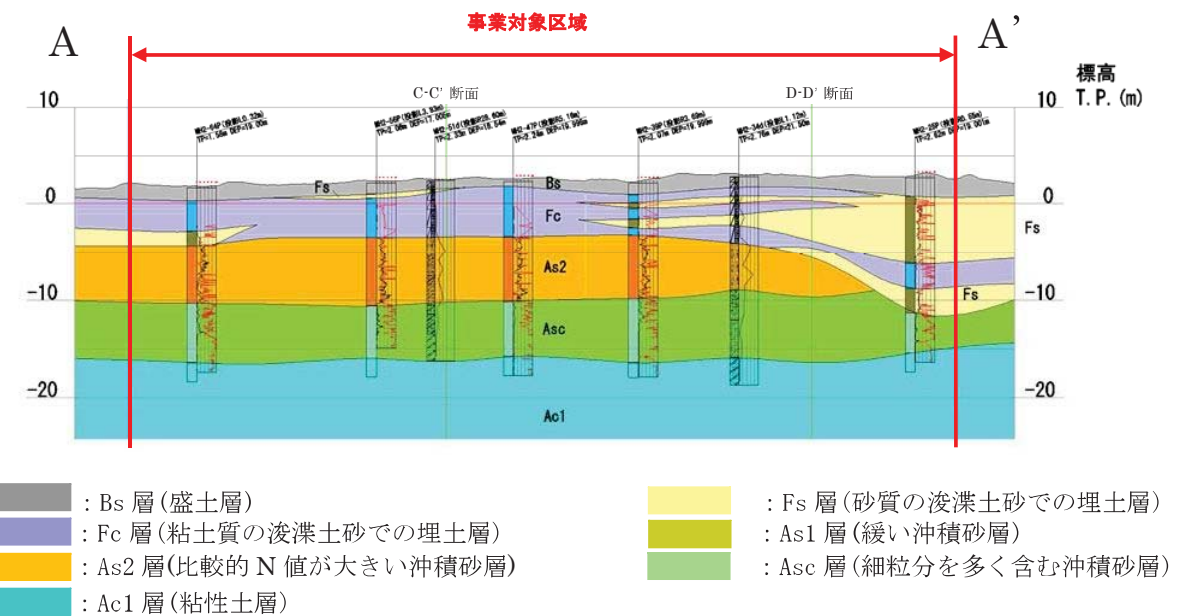 事業対象区域
A
A’
標高
T.P. (m)
C-C’ 断面
D-D’ 断面
10
10
0
0
-10
-10
-20
-20
Fs
Bs
Fc
Fs
As2
Fs
Asc
Ac1
: Bs 層(盛土層)
: Fc 層(粘土質の浚渫土砂での埋土層)
: As2 層(比較的 N 値が大きい沖積砂層)
: Ac1 層(粘性土層)
: Fs 層(砂質の浚渫土砂での埋土層)
: As1 層(緩い沖積砂層)
: Asc 層(細粒分を多く含む沖積砂層)